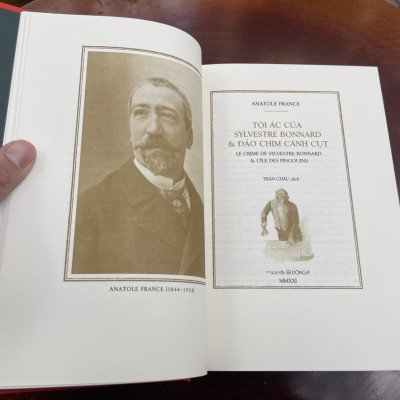 ANATOLE FRANCE (1844-1924)
ANATOLE FRANCE
TỘI ÁC CỦA
SYLVESTRE BONNARD
& ĐẢO CHIM CÁNH CỤT
LE CRIME DE SYLVESTRE BONNARD
& L'ÎLE DES PINGOUINS
TRẦN CHÂU dịch
ĐÔNG A
MMXXI